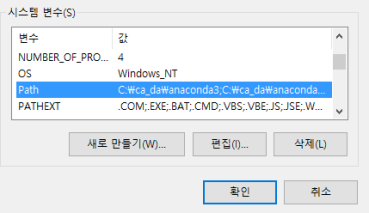 시스템 변수(S)
변수 값
NUMBER_OF_PRO... 4
OS Windows_NT
Path C:₩ca_da₩anaconda3;C:₩ca_da₩anaconda...
PATHEXT .COM;.EXE;.BAT;.CMD;.VBS;.VBE;.JS;.JSE;.W...
새로 만들기(W)... 편집(I)... 삭제(L)
확인 취소